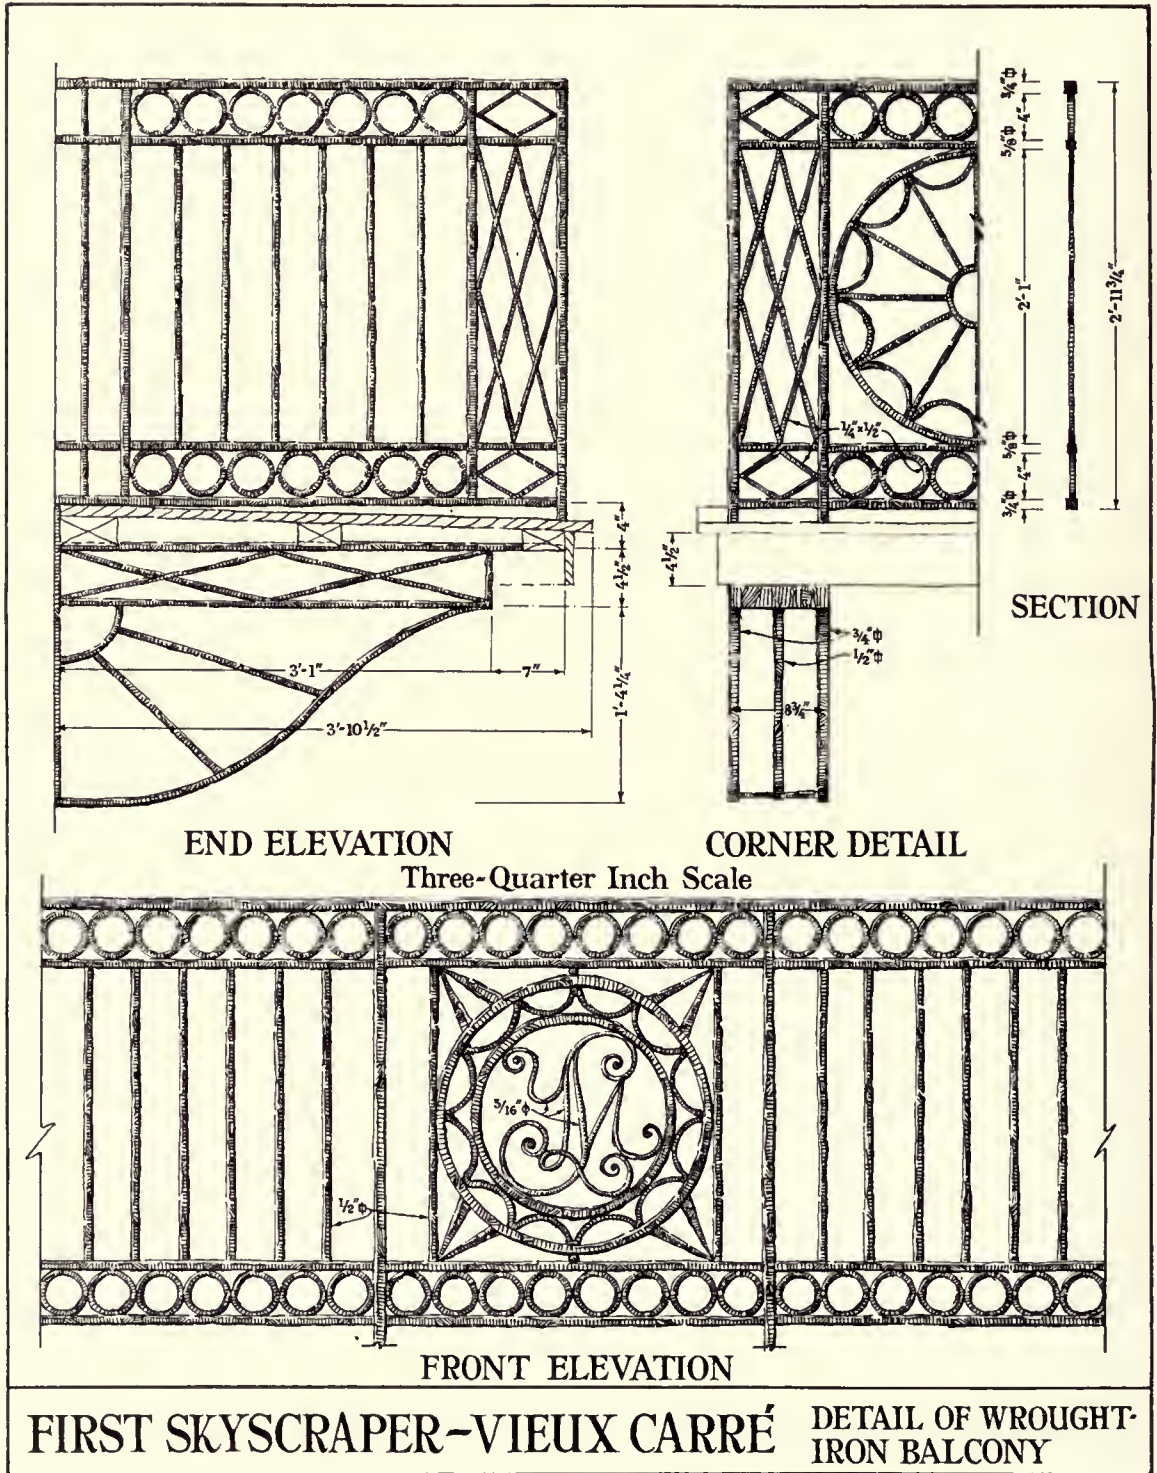 3/4"ф
4"
5/8"ф
2'-1"
2'-11 3/4"
1/4"×1/2"
5/8"ф
4"
3/4"ф
4"
4 1/2"
4 1/2"
SECTION
3/4"ф
1/2"ф
3'-1"
7"
1'-4 1/4"
8 3/4"
3'-10 1/2"
END ELEVATION
CORNER DETAIL
Three-Quarter Inch Scale
3/16"ф
1/2"ф
FRONT ELEVATION
FIRST SKYSCRAPER–VIEUX CARRÉ
DETAIL OF WROUGHT-
IRON BALCONY